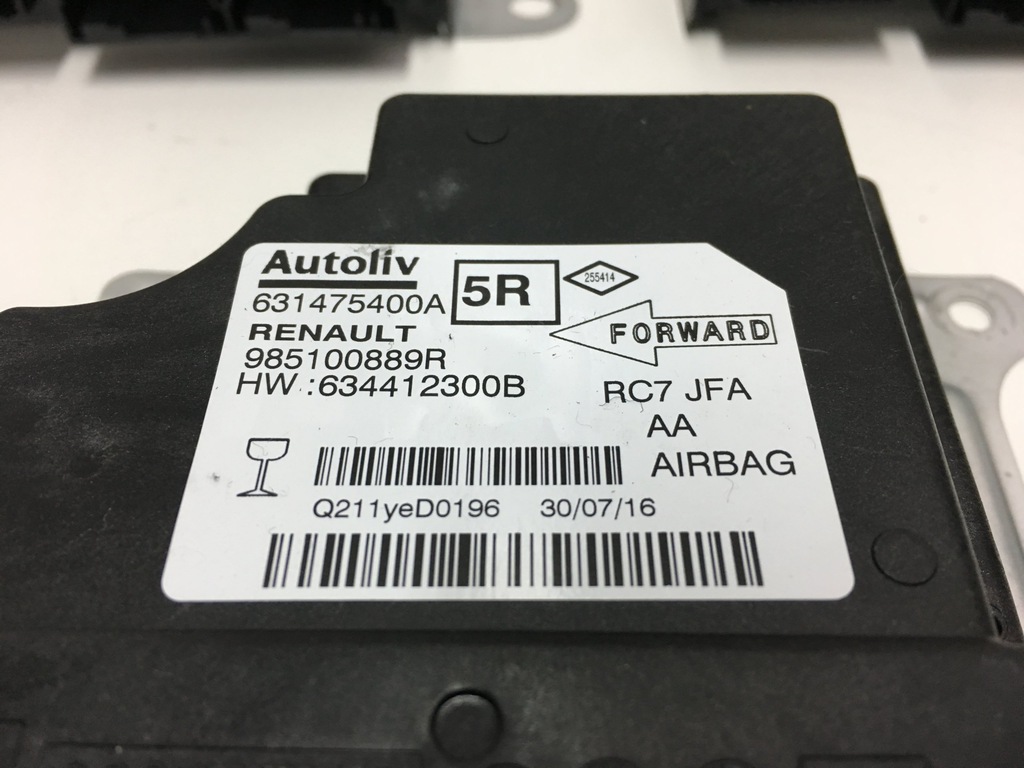 Autoliv
631475400A
5R
255414
RENAULT
FORWARD
985100889R
HW :634412300B
RC7 JFA
AA
AIRBAG
Q211yeD0196 30/07/16